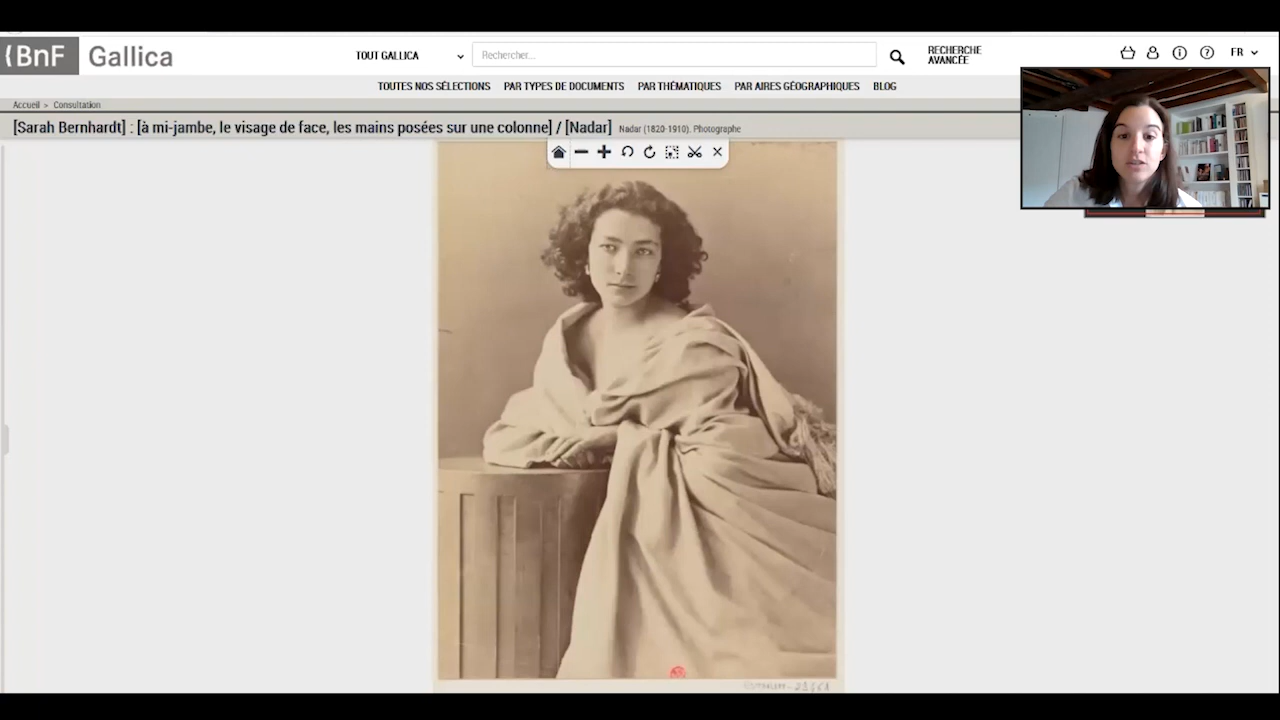 BnF Gallica
TOUT GALLICA
Rechercher...
RECHERCHE
AVANCÉE
FR
TOUTES NOS SÉLECTIONS PAR TYPES DE DOCUMENTS PAR THÉMATIQUES PAR AIRES GÉOGRAPHIQUES BLOG
Accueil > Consultation
[Sarah Bernhardt] : [à mi-jambe, le visage de face, les mains posées sur une colonne] / [Nadar] Nadar (1820-1910). Photographe